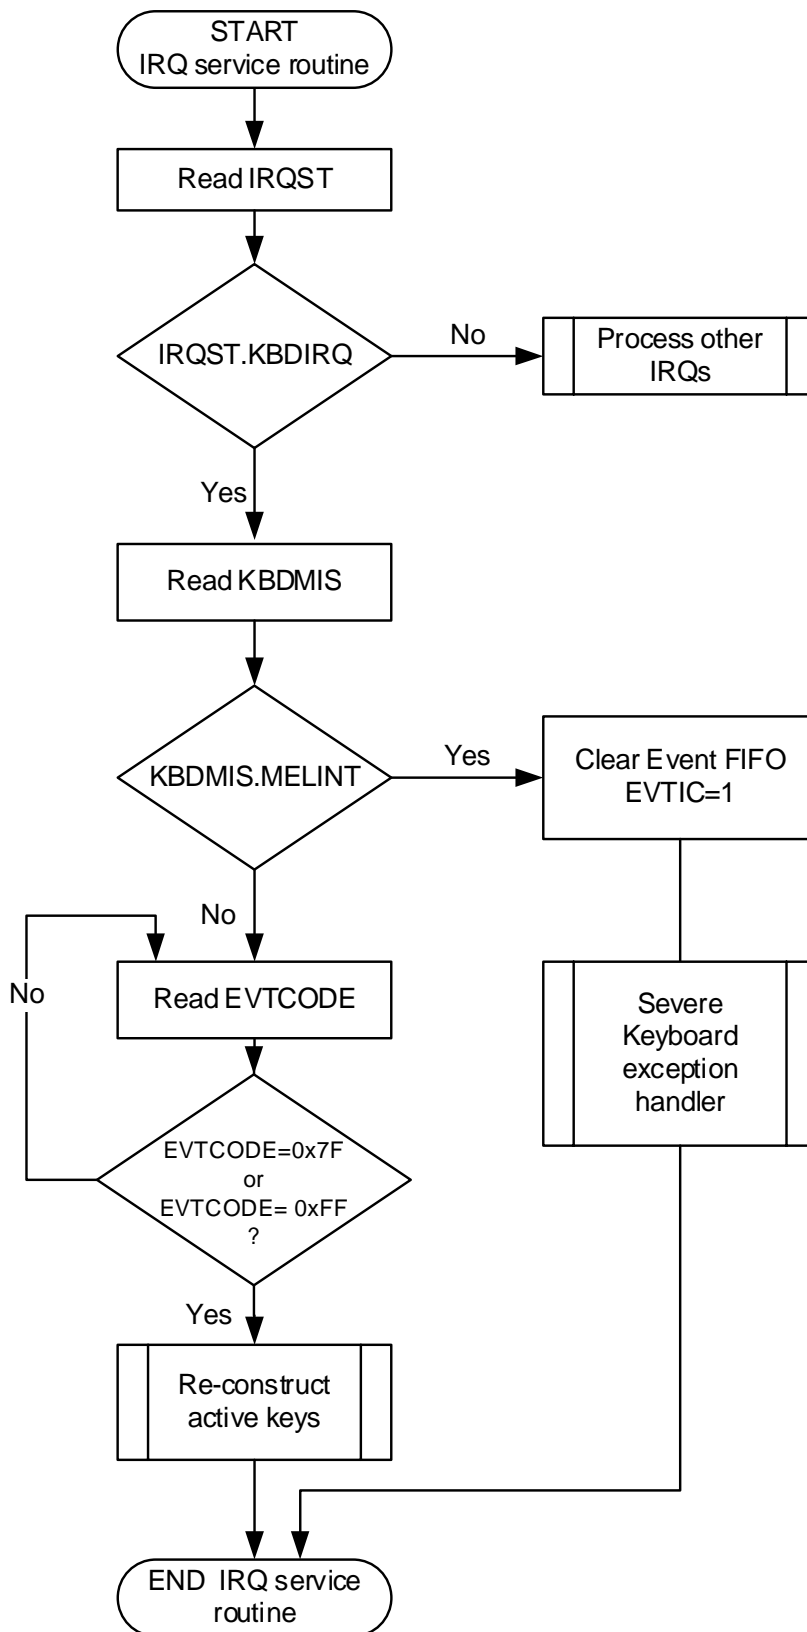 START
IRQ service routine
Read IRQST
IRQST.KBDIRQ
No
Process other
IRQs
Yes
Read KBDMIS
KBDMIS.MELINT
Yes
Clear Event FIFO
EVTIC=1
No
No
Read EVTCODE
Severe
Keyboard
exception
handler
EVTCODE=0x7F
or
EVTCODE= 0xFF
?
Yes
Re-construct
active keys
END IRQ service
routine